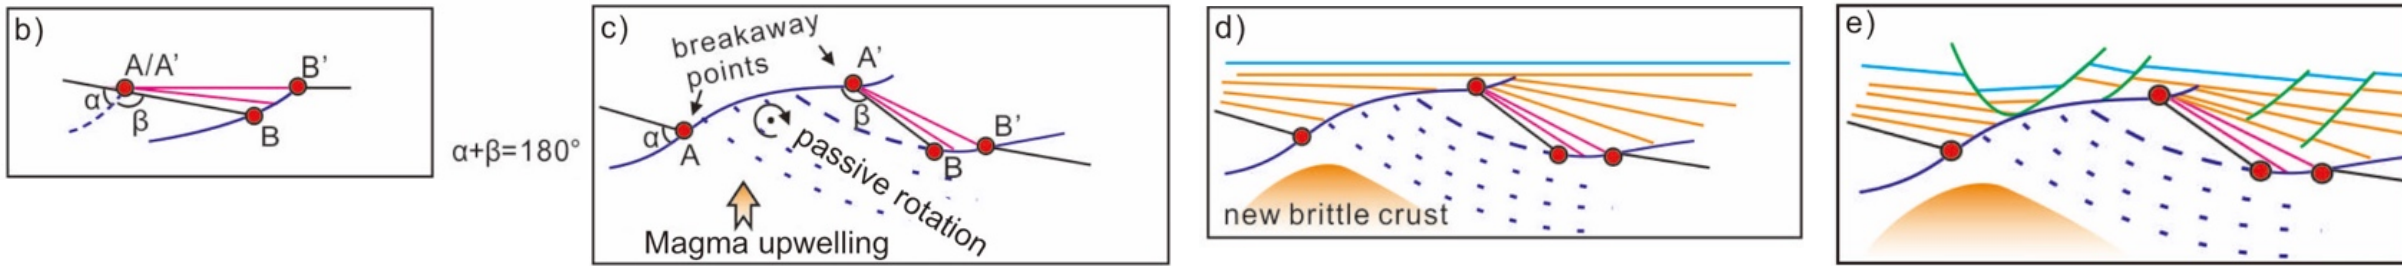 b)
A/A'
B'
α
β
B
α+β=180°
c)
breakaway
points
A'
β
B'
α
A
B
passive rotation
Magma upwelling
d)
new brittle crust
e)